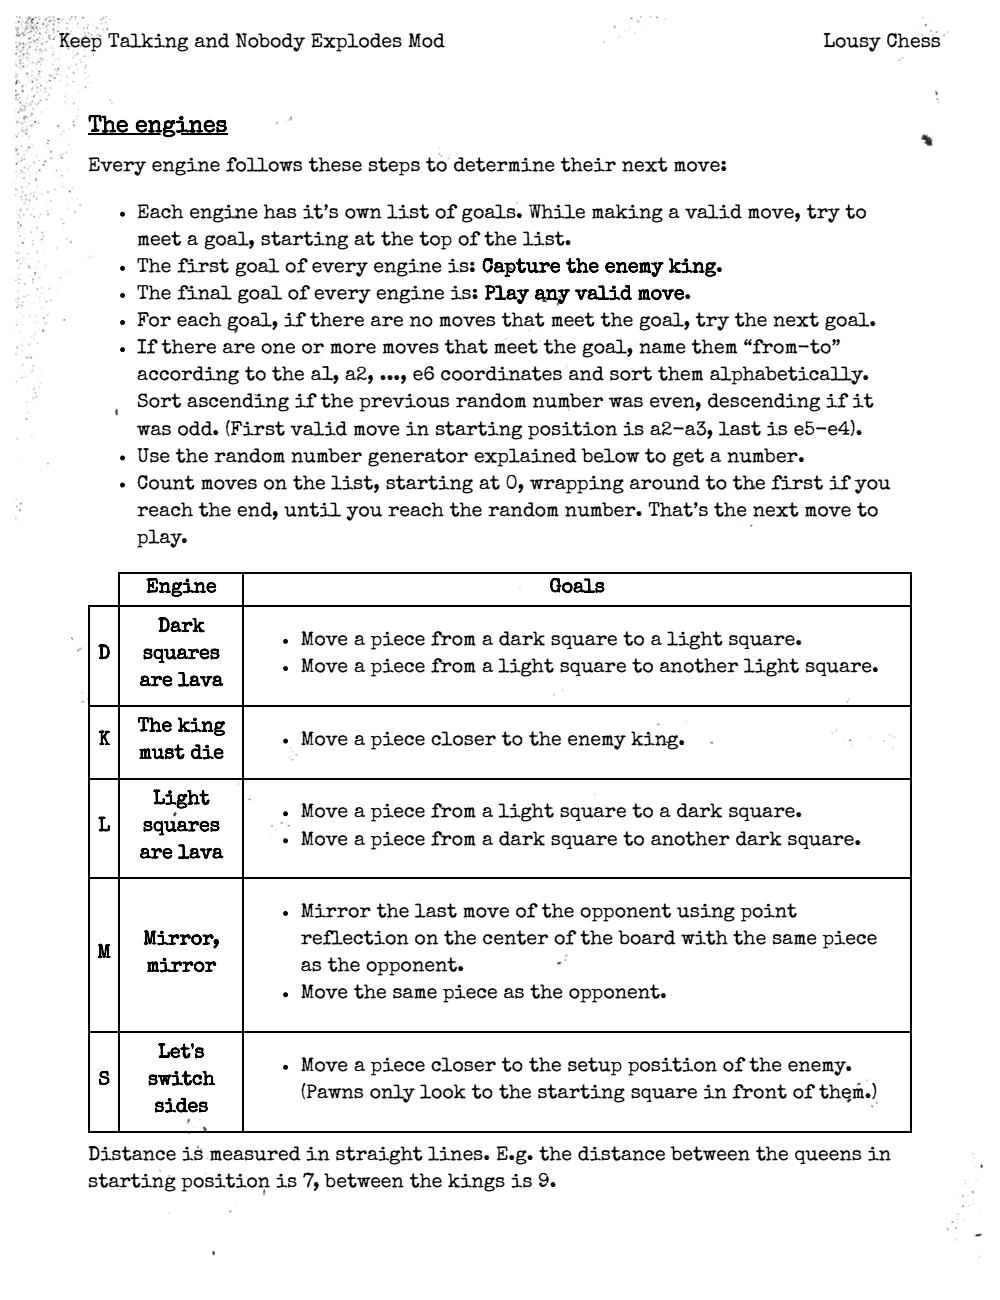 Keep Talking and Nobody Explodes Mod Lousy Chess
The engines
Every engine follows these steps to determine their next move:
• Each engine has it's own list of goals. While making a valid move, try to
meet a goal, starting at the top of the list.
• The first goal of every engine is: Capture the enemy king.
• The final goal of every engine is: Play any valid move.
• For each goal, if there are no moves that meet the goal, try the next goal.
• If there are one or more moves that meet the goal, name them “from-to”
according to the a1, a2, ..., e6 coordinates and sort them alphabetically.
Sort ascending if the previous random number was even, descending if it
was odd. (First valid move in starting position is a2-a3, last is e5-e4).
• Use the random number generator explained below to get a number.
• Count moves on the list, starting at 0, wrapping around to the first if you
reach the end, until you reach the random number. That's the next move to
play.
Engine Goals
D
Dark
squares
are lava
• Move a piece from a dark square to a light square.
• Move a piece from a light square to another light square.
K
The king
must die
• Move a piece closer to the enemy king.
L
Light
squares
are lava
• Move a piece from a light square to a dark square.
• Move a piece from a dark square to another dark square.
M
Mirror,
mirror
• Mirror the last move of the opponent using point
reflection on the center of the board with the same piece
as the opponent.
• Move the same piece as the opponent.
S
Let's
switch
sides
• Move a piece closer to the setup position of the enemy.
(Pawns only look to the starting square in front of them.)
Distance is measured in straight lines. E.g. the distance between the queens in
starting position is 7, between the kings is 9.